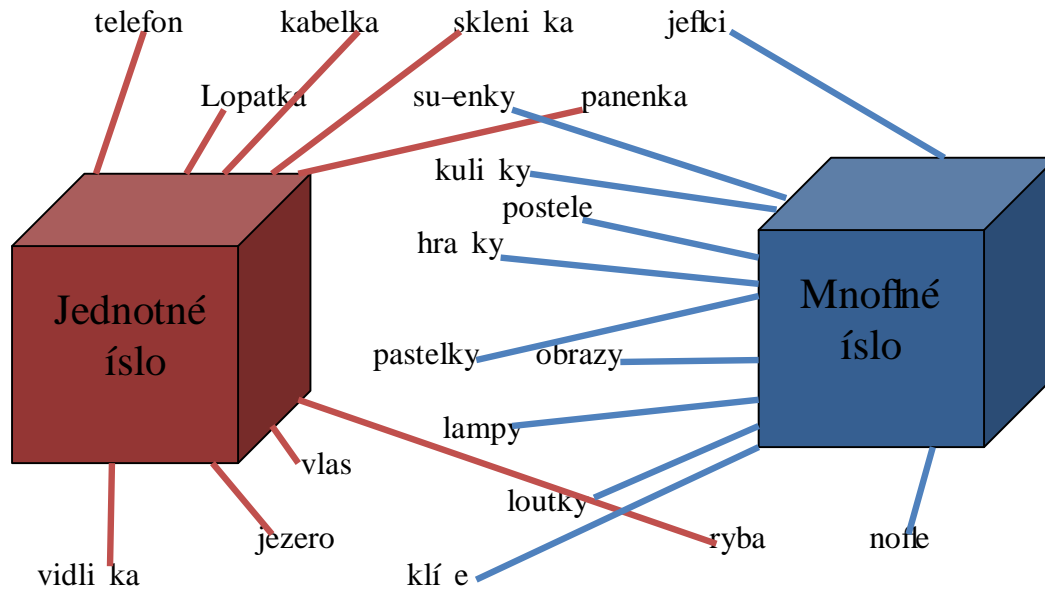 telefon
kabelka
skleni ka
jeﬂci
Lopatka
su–enky
panenka
kuli ky
postele
hra ky
Jednotné
íslo
Mnoﬂné
íslo
pastelky
obrazy
lampy
vlas
loutky
jezero
ryba
noﬂe
vidli ka
klí e